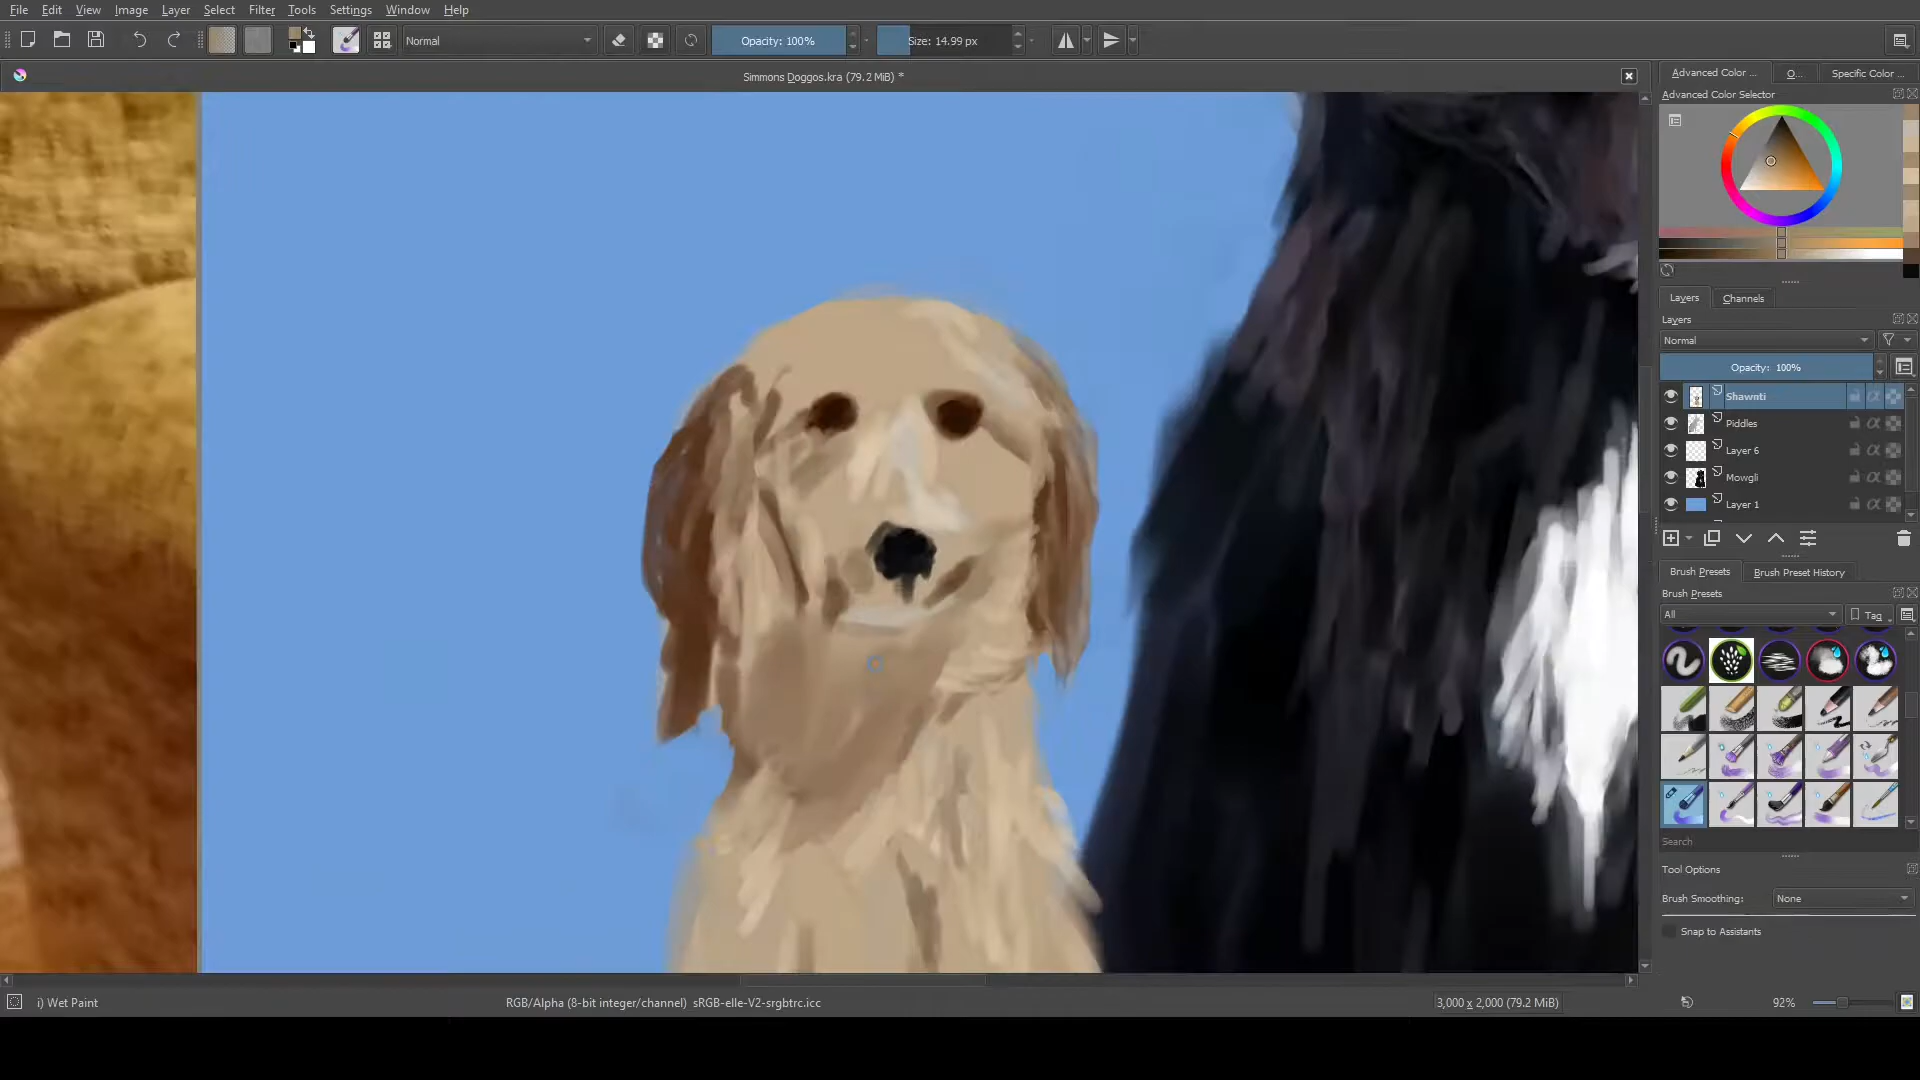 File Edit View Image Layer Select Filter Tools Settings Window Help
Normal Opacity: 100% Size: 14.99 px
Simmons Doggos.kra (79.2 MiB) *
Advanced Color ... O... Specific Color ...
Advanced Color Selector
Layers Channels
Layers
Normal
Opacity: 100%
Shawnti
Piddles
Layer 6
Mowgli
Layer 1
Brush Presets Brush Preset History
Brush Presets
All Tag
Search
Tool Options
Brush Smoothing: None
Snap to Assistants
i) Wet Paint RGB/Alpha (8-bit integer/channel) sRGB-elle-V2-srgbtrc.icc 3,000 x 2,000 (79.2 MiB) 92%